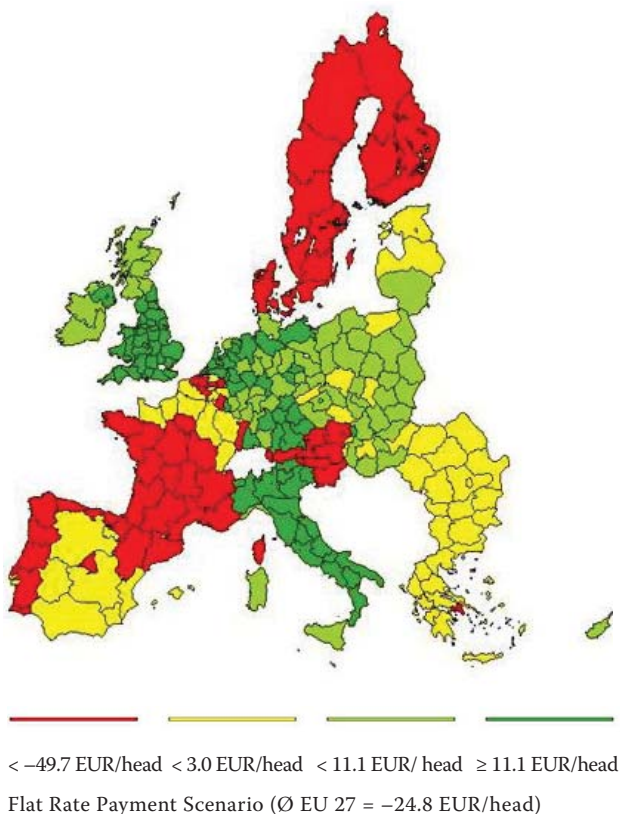 < –49.7 EUR/head < 3.0 EUR/head < 11.1 EUR/ head ≥ 11.1 EUR/head
Flat Rate Payment Scenario (Ø EU 27 = –24.8 EUR/head)